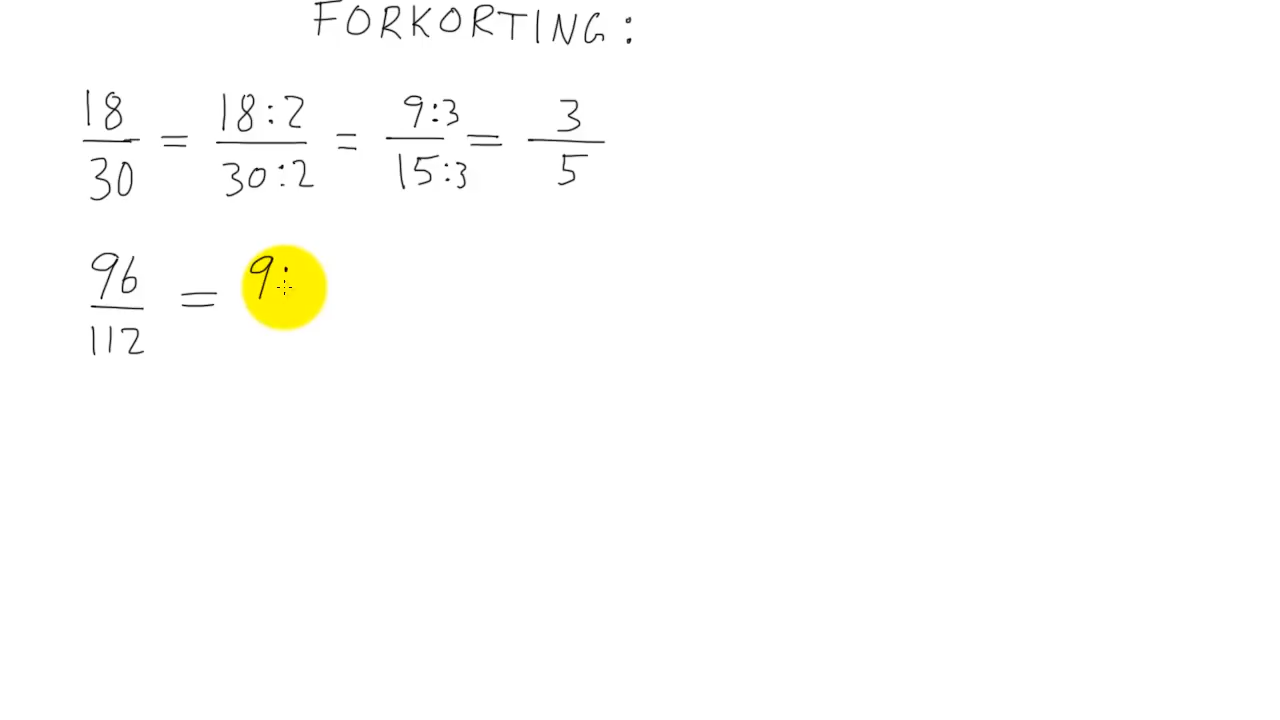 FORKORTING:
18/30 = 18:2/30:2 = 9:3/15:3 = 3/5
96/112 = 9: